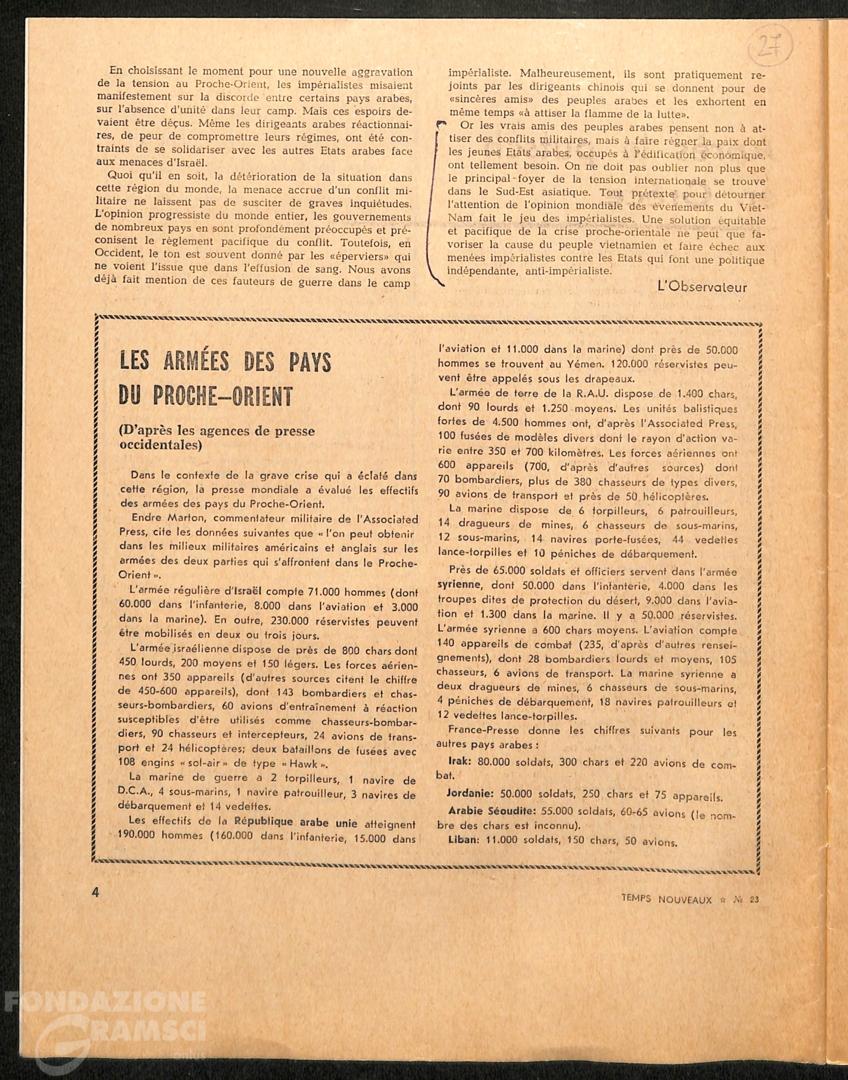 27
En choisissant le moment pour une nouvelle aggravation
de la tension au Proche-Orient, les impérialistes misaient
manifestement sur la discorde entre certains pays arabes,
sur l'absence d'unité dans leur camp. Mais ces espoirs de-
vaient être déçus. Même les dirigeants arabes réactionnai-
res, de peur de compromettre leurs régimes, ont été con-
traints de se solidariser avec les autres Etats arabes face
aux menaces d'Israël.
Quoi qu'il en soit, la détérioration de la situation dans
cette région du monde, la menace accrue d'un conflit mi-
litaire ne laissent pas de susciter de graves inquiétudes.
L'opinion progressiste du monde entier, les gouvernements
de nombreux pays en sont profondément préoccupés et pré-
conisent le règlement pacifique du conflit. Toutefois, en
Occident, le ton est souvent donné par les «éperviers» qui
ne voient l'issue que dans l'effusion de sang. Nous avons
déjà fait mention de ces fauteurs de guerre dans le camp
impérialiste. Malheureusement, ils sont pratiquement re-
joints par les dirigeants chinois qui se donnent pour de
«sincères amis» des peuples arabes et les exhortent en
même temps «à attiser la flamme de la lutte».
Or les vrais amis des peuples arabes pensent non à at-
tiser des conflits militaires, mais à faire régner la paix dont
les jeunes Etats arabes, occupés à l'édification économique,
ont tellement besoin. On ne doit pas oublier non plus que
le principal foyer de la tension internationale se trouve
dans le Sud-Est asiatique. Tout prétexte pour détourner
l'attention de l'opinion mondiale des événements du Viet-
Nam fait le jeu des impérialistes. Une solution équitable
et pacifique de la crise proche-orientale ne peut que fa-
voriser la cause du peuple vietnamien et faire échec aux
menées impérialistes contre les Etats qui font une politique
indépendante, anti-impérialiste.
L'Observateur
LES ARMÉES DES PAYS
DU PROCHE—ORIENT
(D'après les agences de presse
occidentales)
Dans le contexte de la grave crise qui a éclaté dans
cette région, la presse mondiale a évalué les effectifs
des armées des pays du Proche-Orient.
Endre Marton, commentateur militaire de l'Associated
Press, cite les données suivantes que « l'on peut obtenir
dans les milieux militaires américains et anglais sur les
armées des deux parties qui s'affrontent dans le Proche-
Orient ».
L'armée régulière d'Israël compte 71.000 hommes (dont
60.000 dans l'infanterie, 8.000 dans l'aviation et 3.000
dans la marine). En outre, 230.000 réservistes peuvent
être mobilisés en deux ou trois jours.
L'armée israélienne dispose de près de 800 chars dont
450 lourds, 200 moyens et 150 légers. Les forces aérien-
nes ont 350 appareils (d'autres sources citent le chiffre
de 450-600 appareils), dont 143 bombardiers et chas-
seurs-bombardiers, 60 avions d'entraînement à réaction
susceptibles d'être utilisés comme chasseurs-bombar-
diers, 90 chasseurs et intercepteurs, 24 avions de trans-
port et 24 hélicoptères; deux bataillons de fusées avec
108 engins « sol-air » de type « Hawk ».
La marine de guerre a 2 torpilleurs, 1 navire de
D.C.A., 4 sous-marins, 1 navire patrouilleur, 3 navires de
débarquement et 14 vedettes.
Les effectifs de la République arabe unie atteignent
190.000 hommes (160.000 dans l'infanterie, 15.000 dans
l'aviation et 11.000 dans la marine) dont près de 50.000
hommes se trouvent au Yémen. 120.000 réservistes peu-
vent être appelés sous les drapeaux.
L'armée de terre de la R.A.U. dispose de 1.400 chars,
dont 90 lourds et 1.250 moyens. Les unités balistiques
fortes de 4.500 hommes ont, d'après l'Associated Press,
100 fusées de modèles divers dont le rayon d'action va-
rie entre 350 et 700 kilomètres. Les forces aériennes ont
600 appareils (700, d'après d'autres sources) dont
70 bombardiers, plus de 380 chasseurs de types divers,
90 avions de transport et près de 50 hélicoptères.
La marine dispose de 6 torpilleurs, 6 patrouilleurs,
14 dragueurs de mines, 6 chasseurs de sous-marins,
12 sous-marins, 14 navires porte-fusées, 44 vedettes
lance-torpilles et 10 péniches de débarquement.
Près de 65.000 soldats et officiers servent dans l'armée
syrienne, dont 50.000 dans l'infanterie, 4.000 dans les
troupes dites de protection du désert, 9.000 dans l'avia-
tion et 1.300 dans la marine. Il y a 50.000 réservistes.
L'armée syrienne a 600 chars moyens. L'aviation compte
140 appareils de combat (235, d'après d'autres rensei-
gnements), dont 28 bombardiers lourds et moyens, 105
chasseurs, 6 avions de transport. La marine syrienne a
deux dragueurs de mines, 6 chasseurs de sous-marins,
4 péniches de débarquement, 18 navires patrouilleurs et
12 vedettes lance-torpilles.
France-Presse donne les chiffres suivants pour les
autres pays arabes :
Irak: 80.000 soldats, 300 chars et 220 avions de com-
bat.
Jordanie: 50.000 soldats, 250 chars et 75 appareils.
Arabie Séoudite: 55.000 soldats, 60-65 avions (le nom-
bre des chars est inconnu).
Liban: 11.000 soldats, 150 chars, 50 avions.
4
TEMPS NOUVEAUX ☆ № 23
FONDAZIONE
GRAMSCI